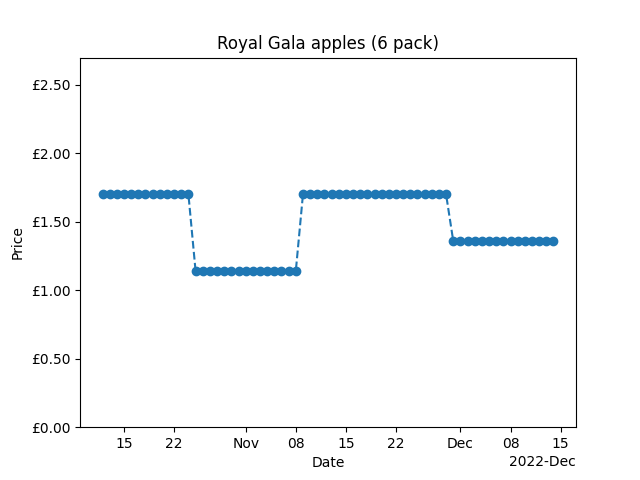 Royal Gala apples (6 pack)
£2.50
£2.00
£1.50
£1.00
£0.50
£0.00
Price
15 22 Nov 08 15 22 Dec 08 15
Date
2022-Dec